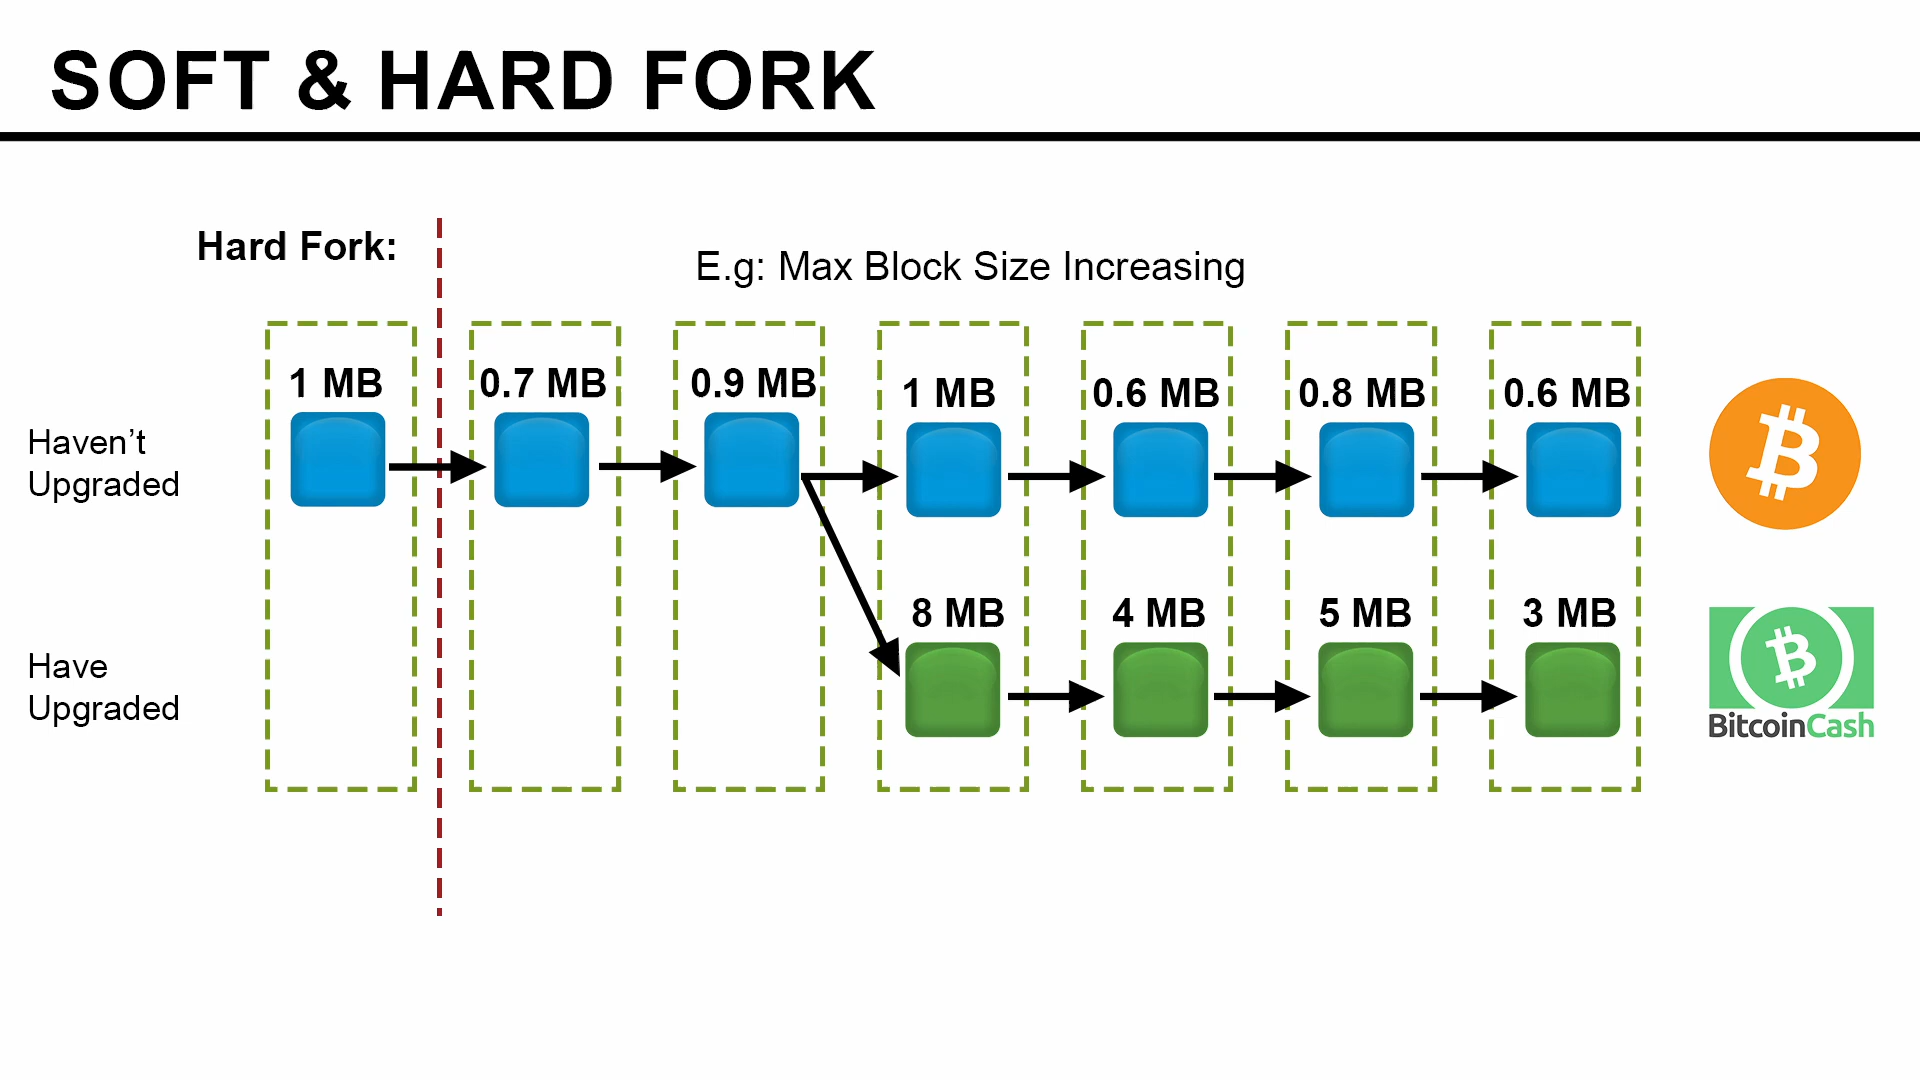 SOFT & HARD FORK
Hard Fork:
E.g: Max Block Size Increasing
1 MB
0.7 MB
0.9 MB
1 MB
0.6 MB
0.8 MB
0.6 MB
Haven’t
Upgraded
8 MB
4 MB
5 MB
3 MB
Have
Upgraded
BitcoinCash